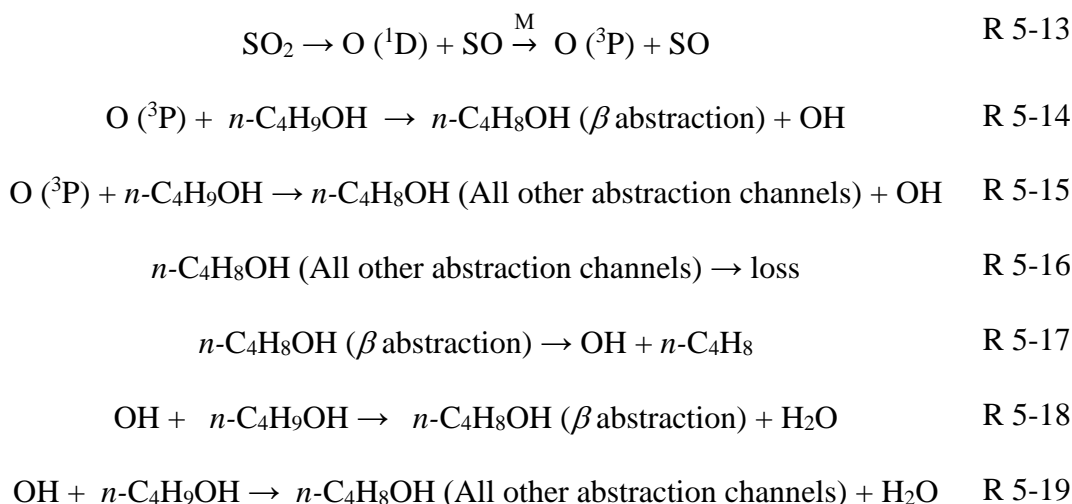 SO₂ → O (¹D) + SO →ᴹ O (³P) + SO R 5-13
O (³P) + n-C₄H₉OH → n-C₄H₈OH (β abstraction) + OH R 5-14
O (³P) + n-C₄H₉OH → n-C₄H₈OH (All other abstraction channels) + OH R 5-15
n-C₄H₈OH (All other abstraction channels) → loss R 5-16
n-C₄H₈OH (β abstraction) → OH + n-C₄H₈ R 5-17
OH + n-C₄H₉OH → n-C₄H₈OH (β abstraction) + H₂O R 5-18
OH + n-C₄H₉OH → n-C₄H₈OH (All other abstraction channels) + H₂O R 5-19